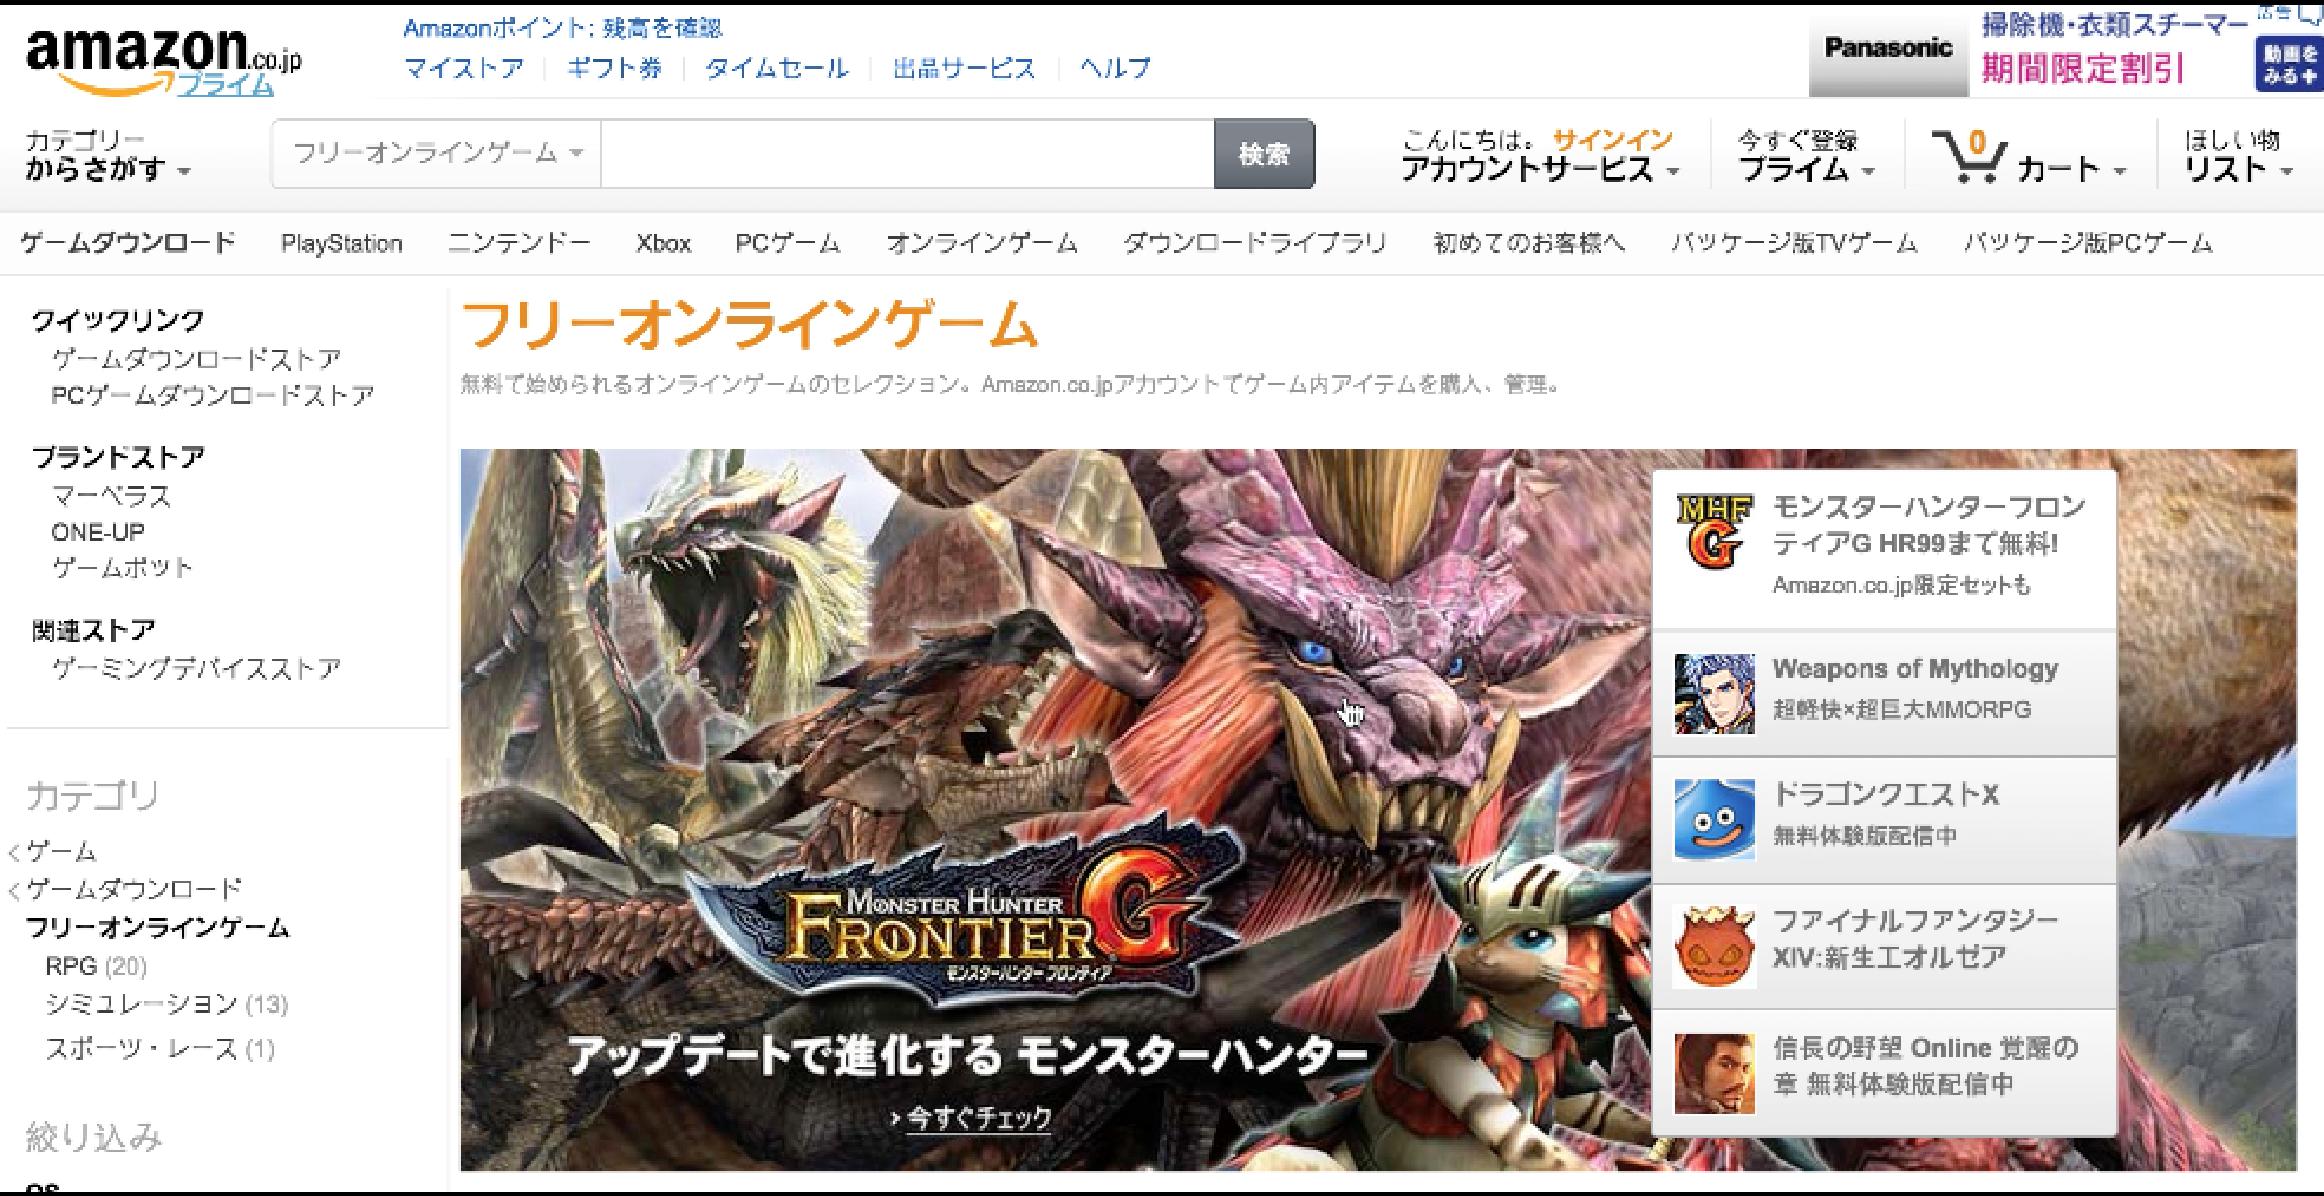 amazon.co.jp
プライム
Amazonポイント: 残高を確認
マイストア
ギフト券
タイムセール
出品サービス
ヘルプ
Panasonic
掃除機・衣類スチーマー
期間限定割引
広告
動画を
みる+
カテゴリー
からさがす
フリーオンラインゲーム
検索
こんにちは。サインイン
アカウントサービス
今すぐ登録
プライム
0
カート
ほしい物
リスト
ゲームダウンロード
PlayStation
ニンテンドー
Xbox
PCゲーム
オンラインゲーム
ダウンロードライブラリ
初めてのお客様へ
パッケージ版TVゲーム
パッケージ版PCゲーム
クイックリンク
ゲームダウンロードストア
PCゲームダウンロードストア
ブランドストア
マーベラス
ONE-UP
ゲームポット
関連ストア
ゲーミングデバイスストア
カテゴリ
‹ゲーム
‹ゲームダウンロード
フリーオンラインゲーム
RPG (20)
シミュレーション (13)
スポーツ・レース (1)
絞り込み
OS
フリーオンラインゲーム
無料で始められるオンラインゲームのセレクション。Amazon.co.jpアカウントでゲーム内アイテムを購入、管理。
MONSTER HUNTER
FRONTIER G
モンスターハンター フロンティア
アップデートで進化する モンスターハンター
› 今すぐチェック
MHF
G
モンスターハンターフロン
ティアG HR99まで無料!
Amazon.co.jp限定セットも
Weapons of Mythology
超軽快×超巨大MMORPG
ドラゴンクエストX
無料体験版配信中
ファイナルファンタジー
XIV:新生エオルゼア
信長の野望 Online 覚醒の
章 無料体験版配信中